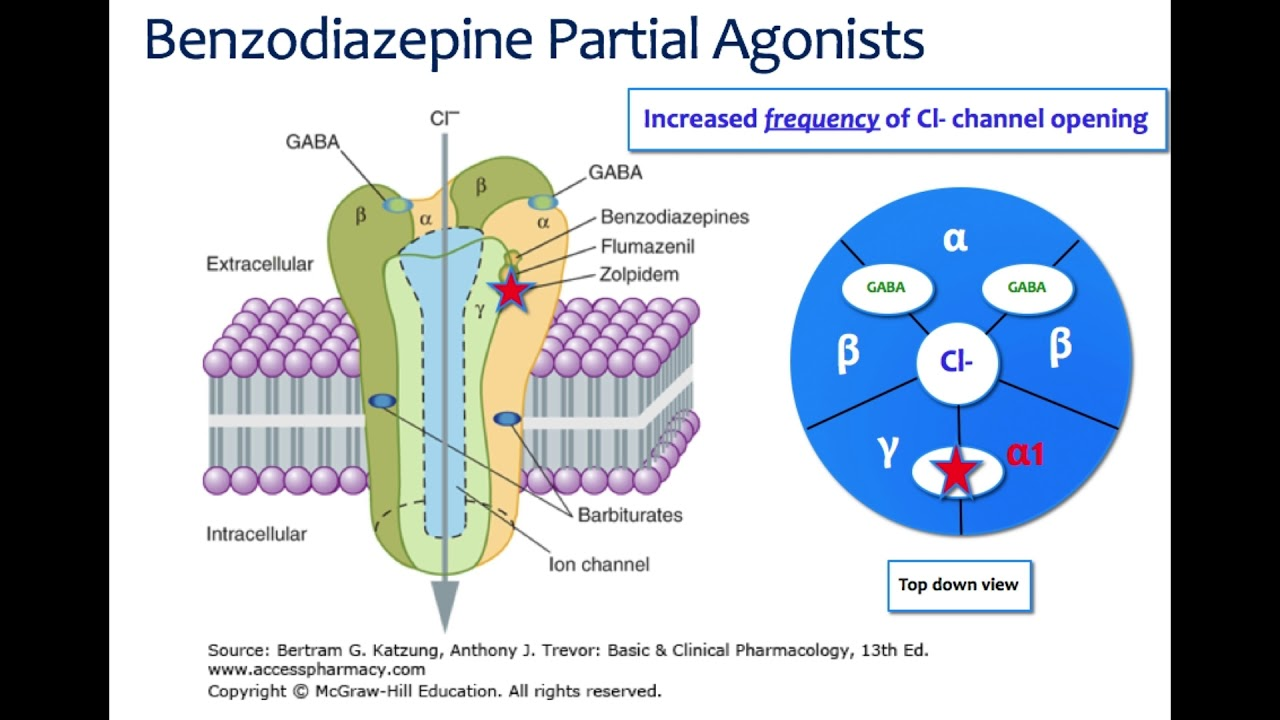 Benzodiazepine Partial Agonists
Increased frequency of Cl- channel opening
Cl⁻
GABA
GABA
β
β
α
α
Benzodiazepines
Flumazenil
Zolpidem
Extracellular
γ
Intracellular
Barbiturates
Ion channel
α
GABA
GABA
β
β
Cl-
γ
α1
Top down view
Source: Bertram G. Katzung, Anthony J. Trevor: Basic & Clinical Pharmacology, 13th Ed.
www.accesspharmacy.com
Copyright © McGraw-Hill Education. All rights reserved.